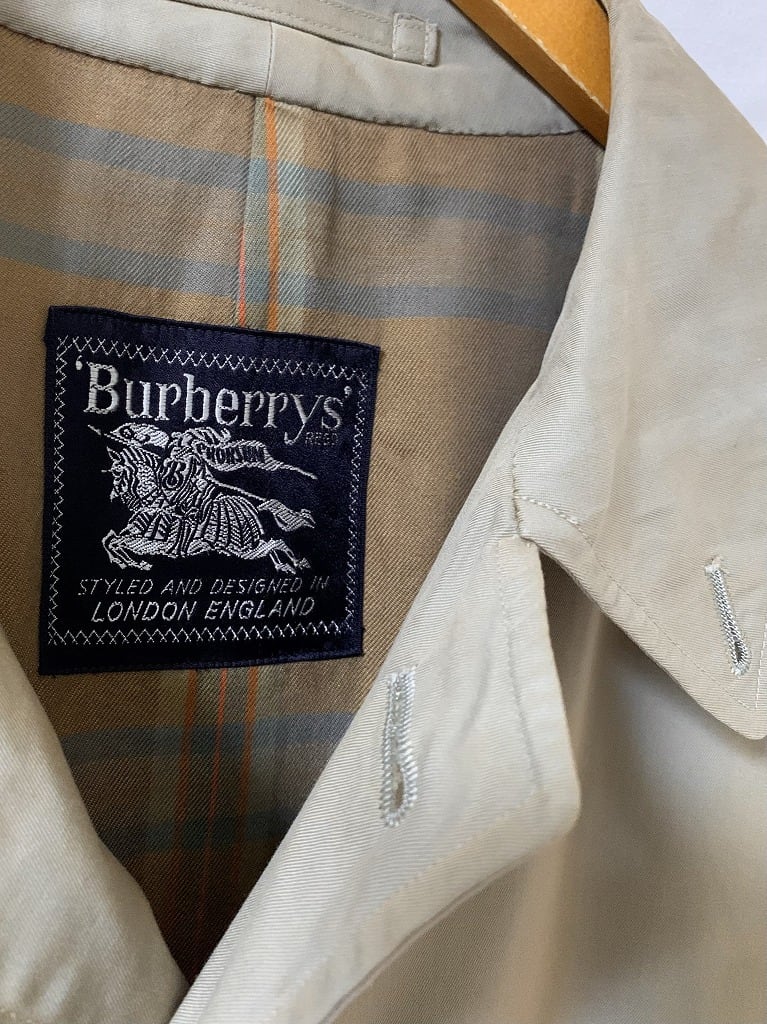 'Burberrys'
REGD
PRORSUM
B
STYLED AND DESIGNED IN
LONDON ENGLAND